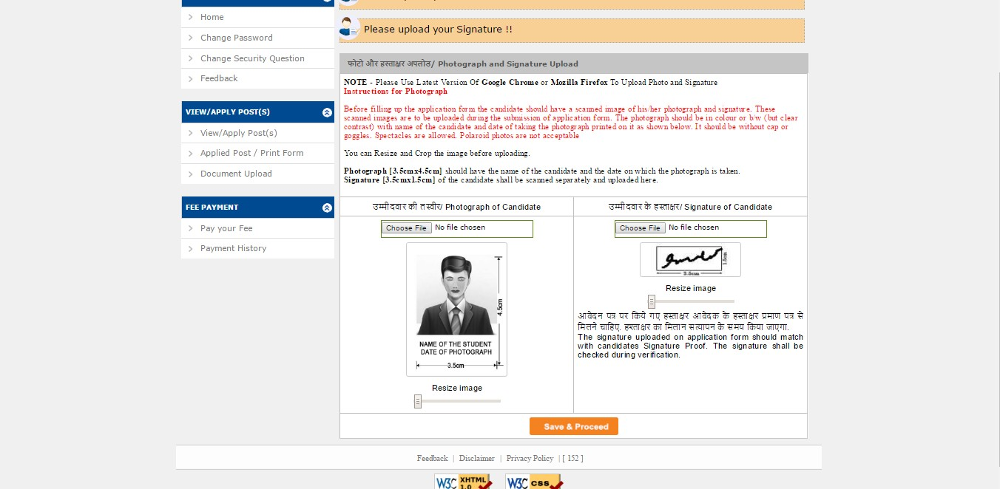 Home
Change Password
Change Security Question
Feedback
VIEW/APPLY POST(S)
View/Apply Post(s)
Applied Post / Print Form
Document Upload
FEE PAYMENT
Pay your Fee
Payment History
Please upload your Signature !!
फोटो और हस्ताक्षर अपलोड/ Photograph and Signature Upload
NOTE - Please Use Latest Version Of Google Chrome or Mozilla Firefox To Upload Photo and Signature
Instructions for Photograph
Before filling up the application form the candidate should have a scanned image of his/her photograph and signature. These
scanned images are to be uploaded during the submission of application form. The photograph should be in colour or b/w (but clear
contrast) with name of the candidate and date of taking the photograph printed on it as shown below. It should be without cap or
goggles. Spectacles are allowed. Polaroid photos are not acceptable
You can Resize and Crop the image before uploading.
Photograph [3.5cmx4.5cm] should have the name of the candidate and the date on which the photograph is taken.
Signature [3.5cmx1.5cm] of the candidate shall be scanned separately and uploaded here.
उम्मीदवार की तस्वीर/ Photograph of Candidate
Choose File No file chosen
4.5cm
NAME OF THE STUDENT
DATE OF PHOTOGRAPH
3.5cm
Resize image
उम्मीदवार के हस्ताक्षर/ Signature of Candidate
Choose File No file chosen
1.5cm
3.5cm
Resize image
आवेदन पत्र पर किये गए हस्ताक्षर आवेदक के हस्ताक्षर प्रमाण पत्र से
मिलने चाहिए. हस्ताक्षर का मिलान सत्यापन के समय किया जाएगा.
The signature uploaded on application form should match
with candidates Signature Proof. The signature shall be
checked during verification.
Save & Proceed
Feedback | Disclaimer | Privacy Policy | [ 152 ]
W3C XHTML 1.0
W3C CSS